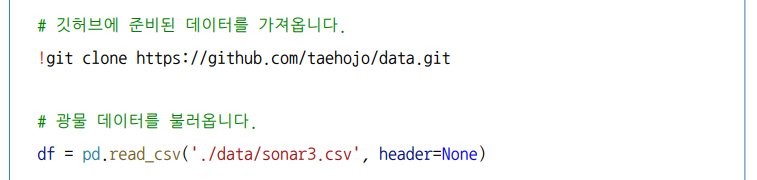 # 깃허브에 준비된 데이터를 가져옵니다.
!git clone https://github.com/taehojo/data.git
# 광물 데이터를 불러옵니다.
df = pd.read_csv('./data/sonar3.csv', header=None)